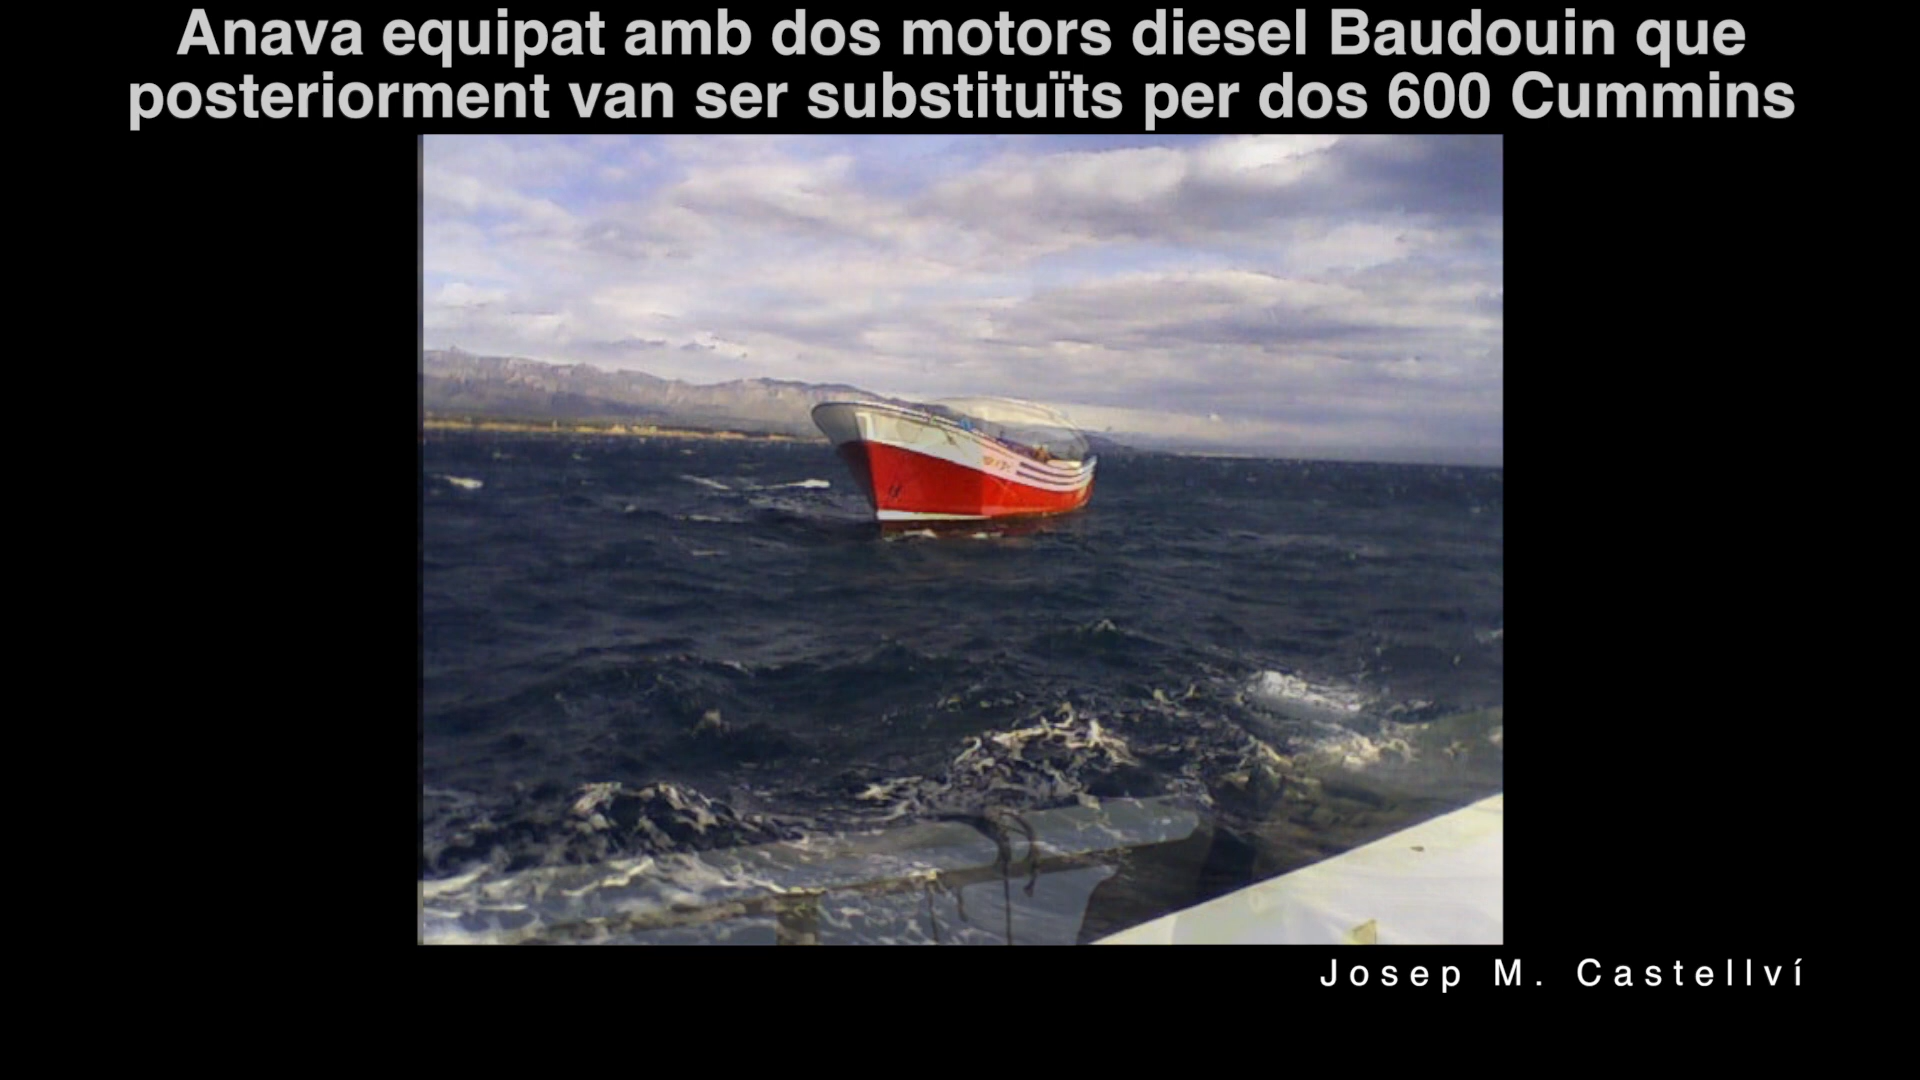 Anava equipat amb dos motors diesel Baudouin que
posteriorment van ser substituïts per dos 600 Cummins
Josep M. Castellví